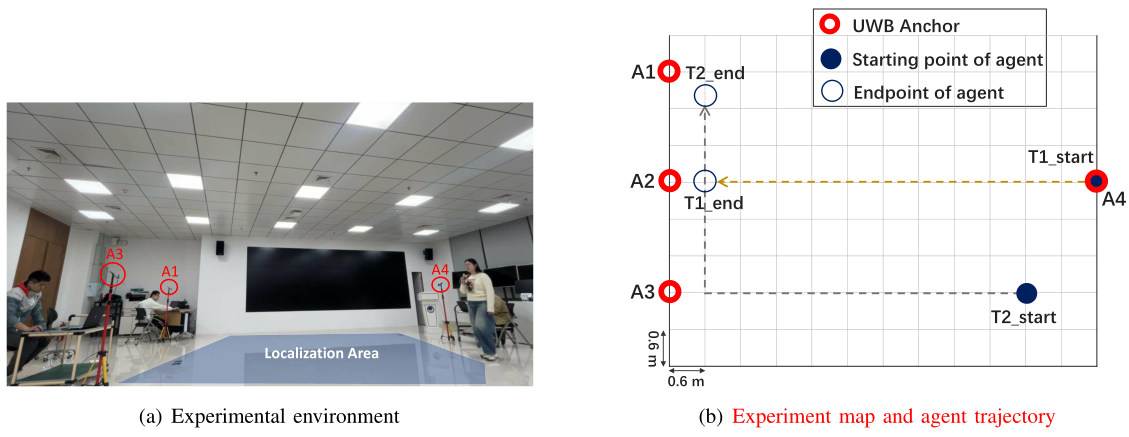 A3
A1
A4
Localization Area
(a) Experimental environment
UWB Anchor
Starting point of agent
Endpoint of agent
A1
T2_end
T1_start
A2
A4
T1_end
A3
T2_start
0.6 m
0.6 m
(b) Experiment map and agent trajectory